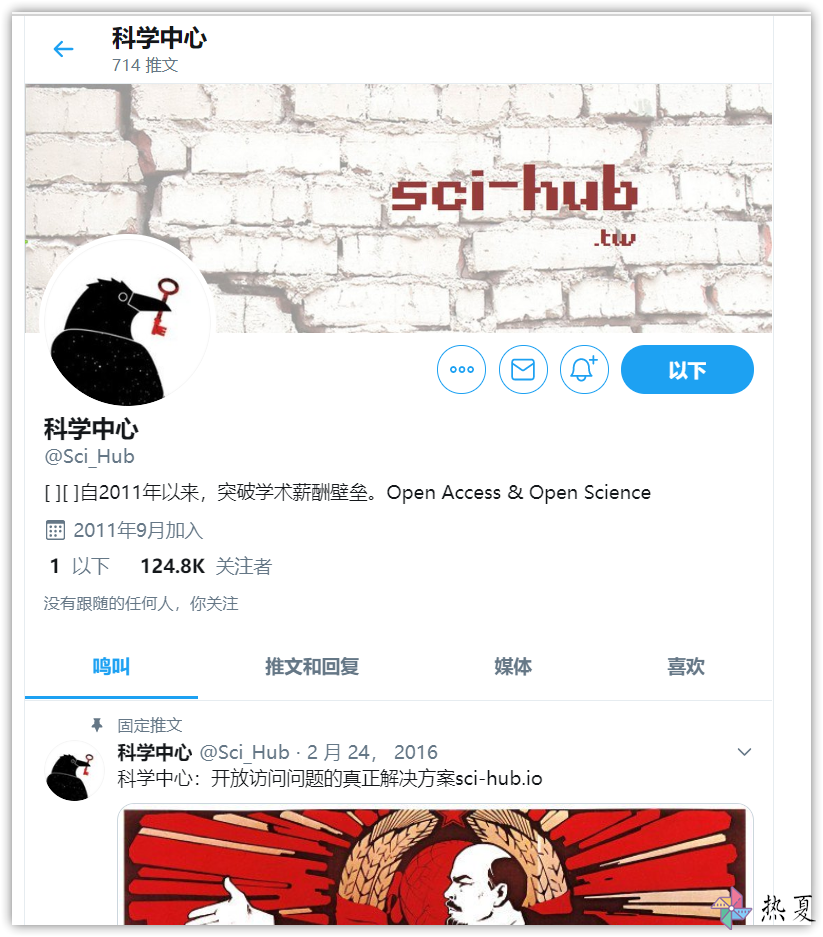 科学中心
714 推文
sci-hub
.tw
以下
科学中心
@Sci_Hub
[ ][ ]自2011年以来，突破学术薪酬壁垒。Open Access & Open Science
2011年9月加入
1 以下 124.8K 关注者
没有跟随的任何人，你关注
鸣叫 推文和回复 媒体 喜欢
固定推文
科学中心 @Sci_Hub · 2 月 24， 2016
科学中心：开放访问问题的真正解决方案sci-hub.io
热夏